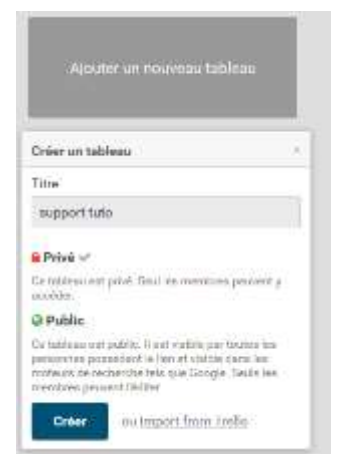 Ajouter un nouveau tableau
Créer un tableau
Titre
support tuto
Privé
Ce tableau est privé. Seul les membres peuvent y
accéder.
Public
Ce tableau est public. Il est visible par toutes les
personnes possédant le lien et visible dans les
moteurs de recherche tels que Google. Seuls les
membres peuvent l'éditer
Créer ou Import from Trello